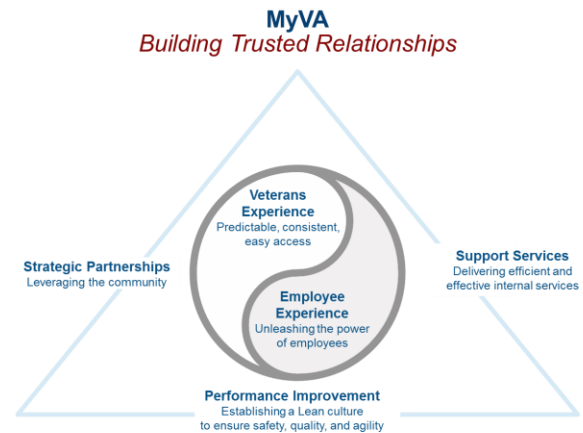 MyVA
Building Trusted Relationships
Veterans
Experience
Predictable, consistent,
easy access
Strategic Partnerships
Leveraging the community
Support Services
Delivering efficient and
effective internal services
Employee
Experience
Unleashing the power
of employees
Performance Improvement
Establishing a Lean culture
to ensure safety, quality, and agility